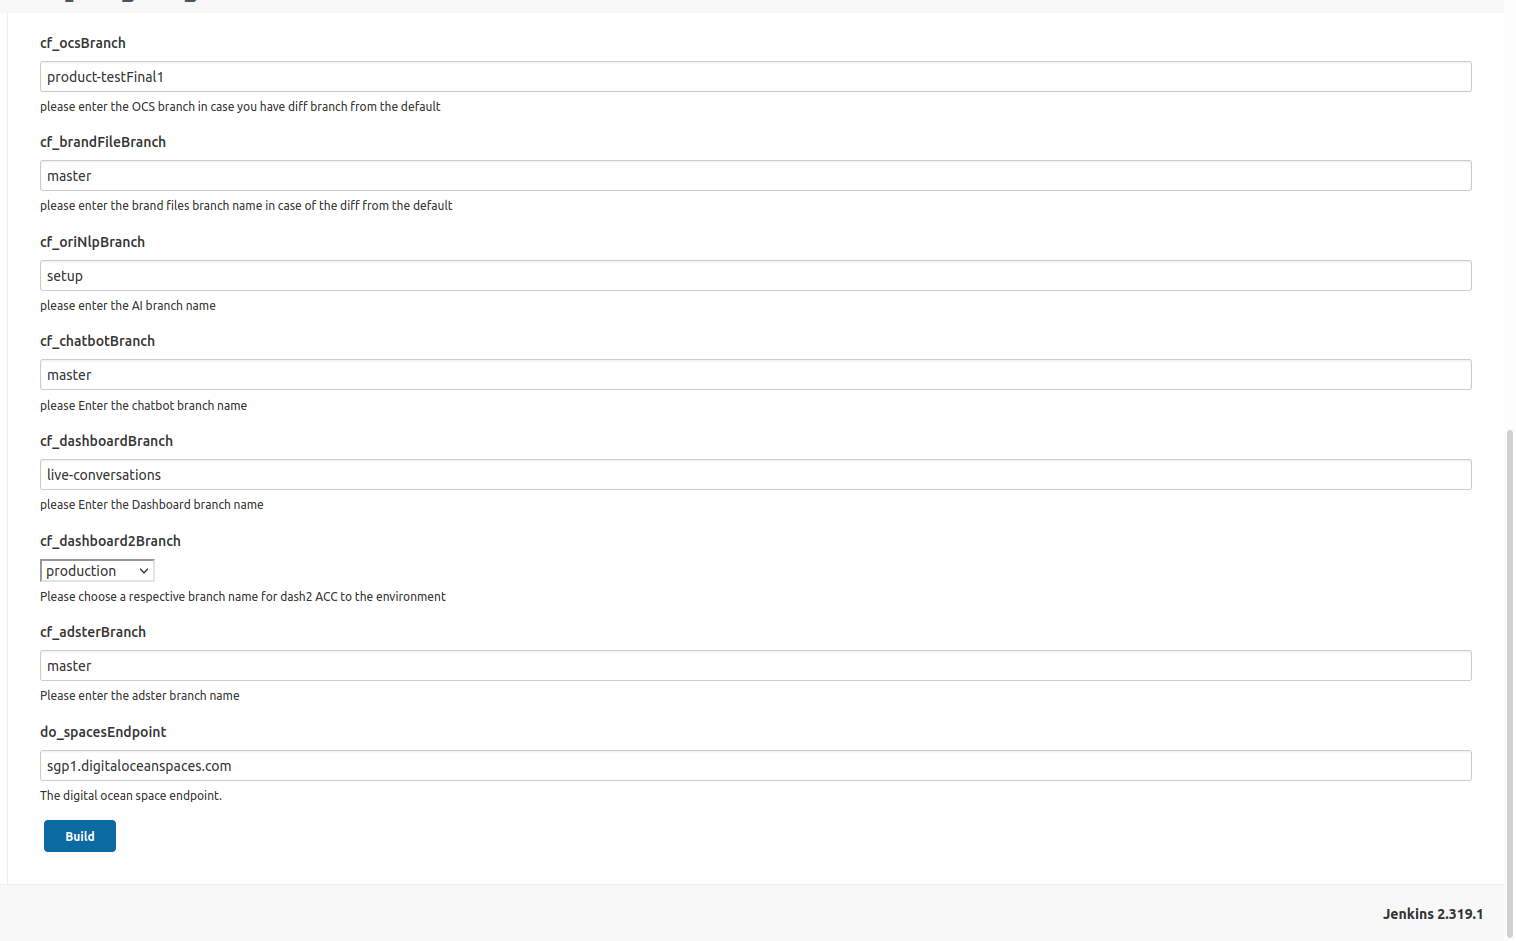 cf_ocsBranch
product-testFinal1
please enter the OCS branch in case you have diff branch from the default
cf_brandFileBranch
master
please enter the brand files branch name in case of the diff from the default
cf_oriNlpBranch
setup
please enter the AI branch name
cf_chatbotBranch
master
please Enter the chatbot branch name
cf_dashboardBranch
live-conversations
please Enter the Dashboard branch name
cf_dashboard2Branch
production
Please choose a respective branch name for dash2 ACC to the environment
cf_adsterBranch
master
Please enter the adster branch name
do_spacesEndpoint
sgp1.digitaloceanspaces.com
The digital ocean space endpoint.
Build
Jenkins 2.319.1